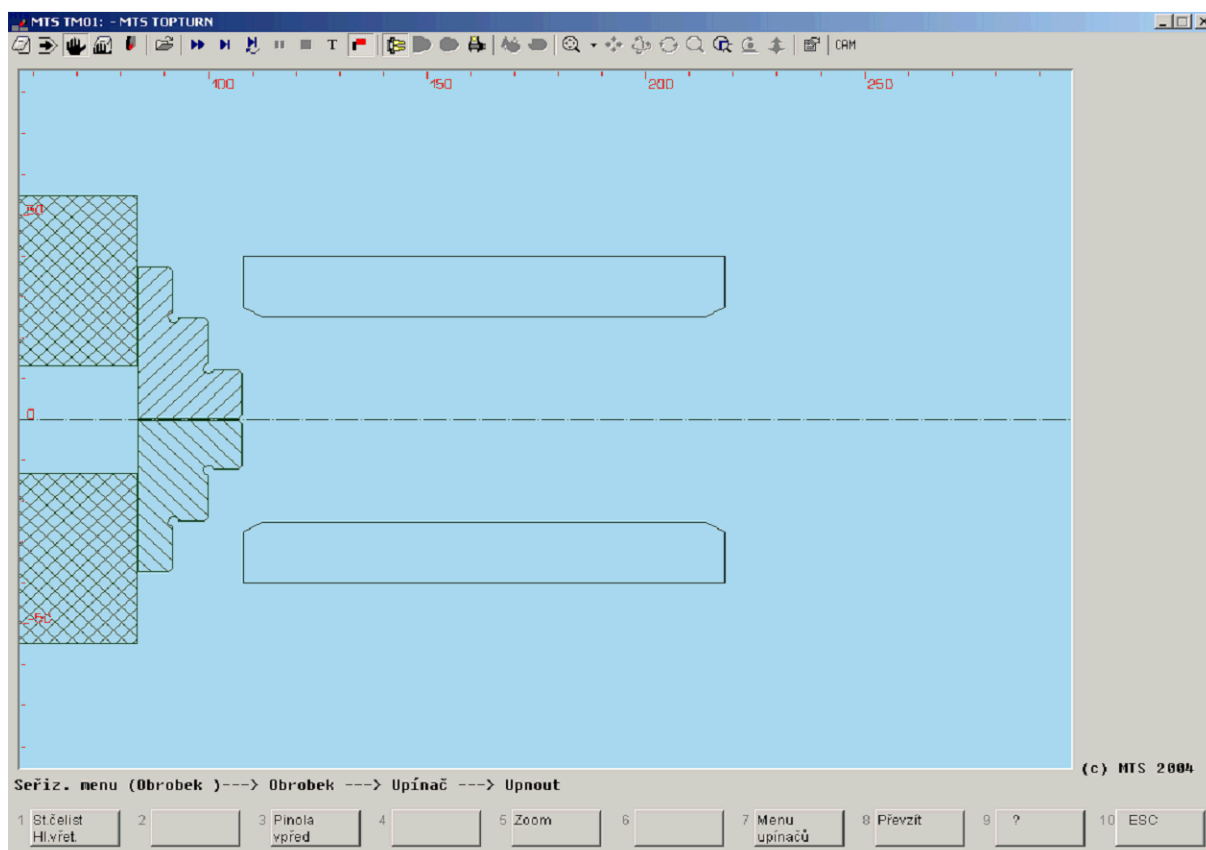 MTS TM01: - MTS TOPTURN
T CAM
100 150 200 250
50
0
-50
(c) MTS 2004
Seřiz. menu (Obrobek )---> Obrobek ---> Upínač ---> Upnout
1 St.čelist 2 3 Pinola 4 5 Zoom 6 7 Menu 8 Převzít 9 ? 10 ESC
Hl.vřet. vpřed upínačů